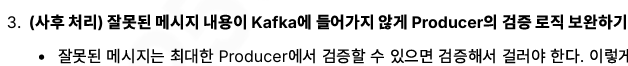 3. (사후 처리) 잘못된 메시지 내용이 Kafka에 들어가지 않게 Producer의 검증 로직 보완하기
• 잘못된 메시지는 최대한 Producer에서 검증할 수 있으면 검증해서 걸러야 한다. 이렇게